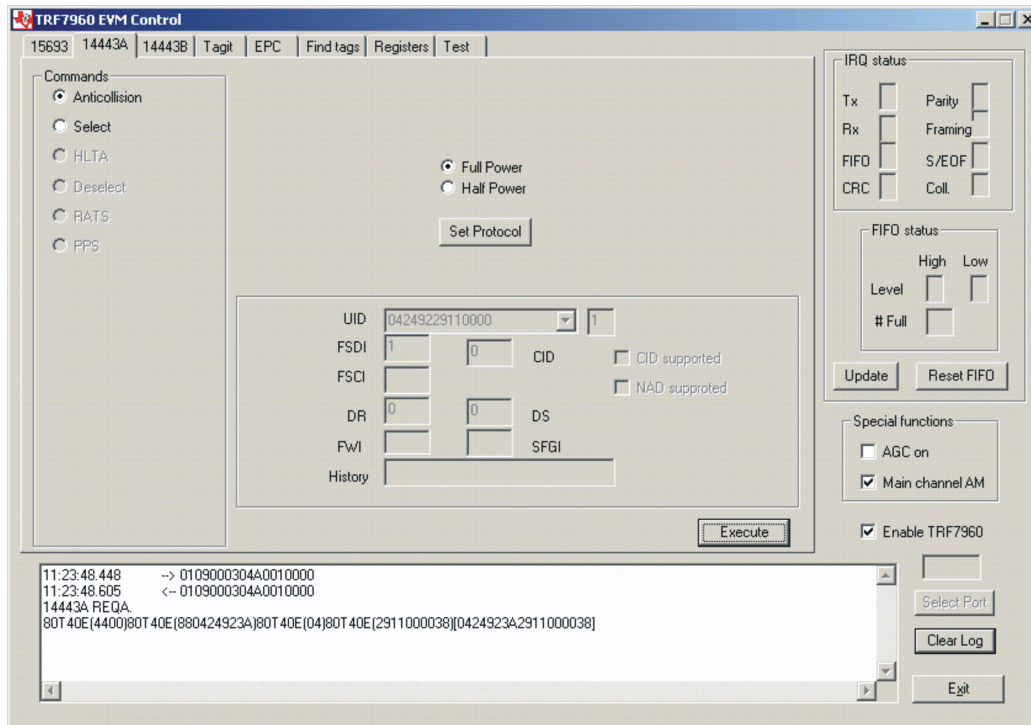 TRF7960 EVM Control
15693 14443A 14443B Tagit EPC Find tags Registers Test
Commands
Anticollision
Select
HLTA
Deselect
RATS
PPS
Full Power
Half Power
Set Protocol
UID 04249229110000 1
FSDI 1 0 CID CID supported
FSCI NAD supproted
DR 0 0 DS
FWI SFGI
History
Execute
IRQ status
Tx Parity
Rx Framing
FIFO S/EOF
CRC Coll.
FIFO status
High Low
Level
# Full
Update Reset FIFO
Special functions
AGC on
Main channel AM
Enable TRF7960
Select Port
Clear Log
Exit
11:23:48.448 --> 0109000304A0010000
11:23:48.605 <-- 0109000304A0010000
14443A REQA.
80T40E(4400)80T40E(880424923A)80T40E(04)80T40E(2911000038)[0424923A2911000038]